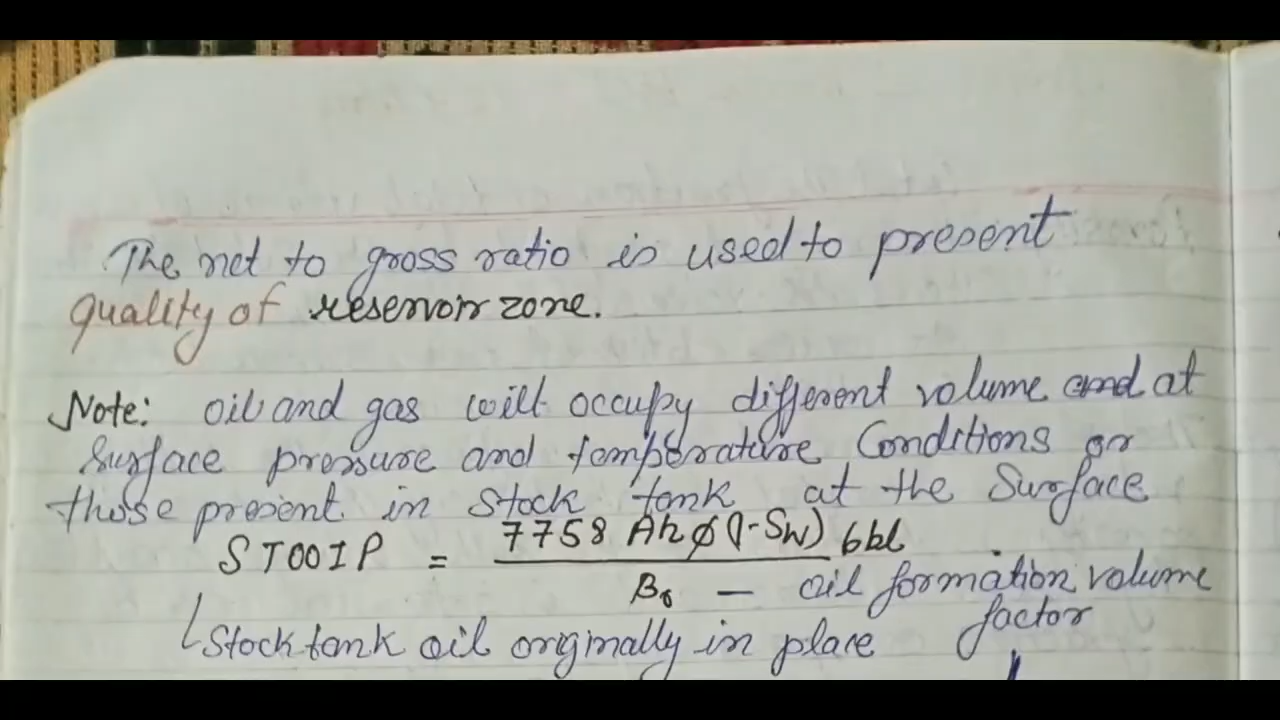 The net to gross ratio is used to present
quality of reservoir zone.
Note: oil and gas will occupy different volume and at
surface pressure and temperature Conditions or
those present in stock tank at the Surface
STOOIP = 7758 Ahϕ(1-Sw) bbl
Bo — oil formation volume
factor
Stock tank oil originally in place